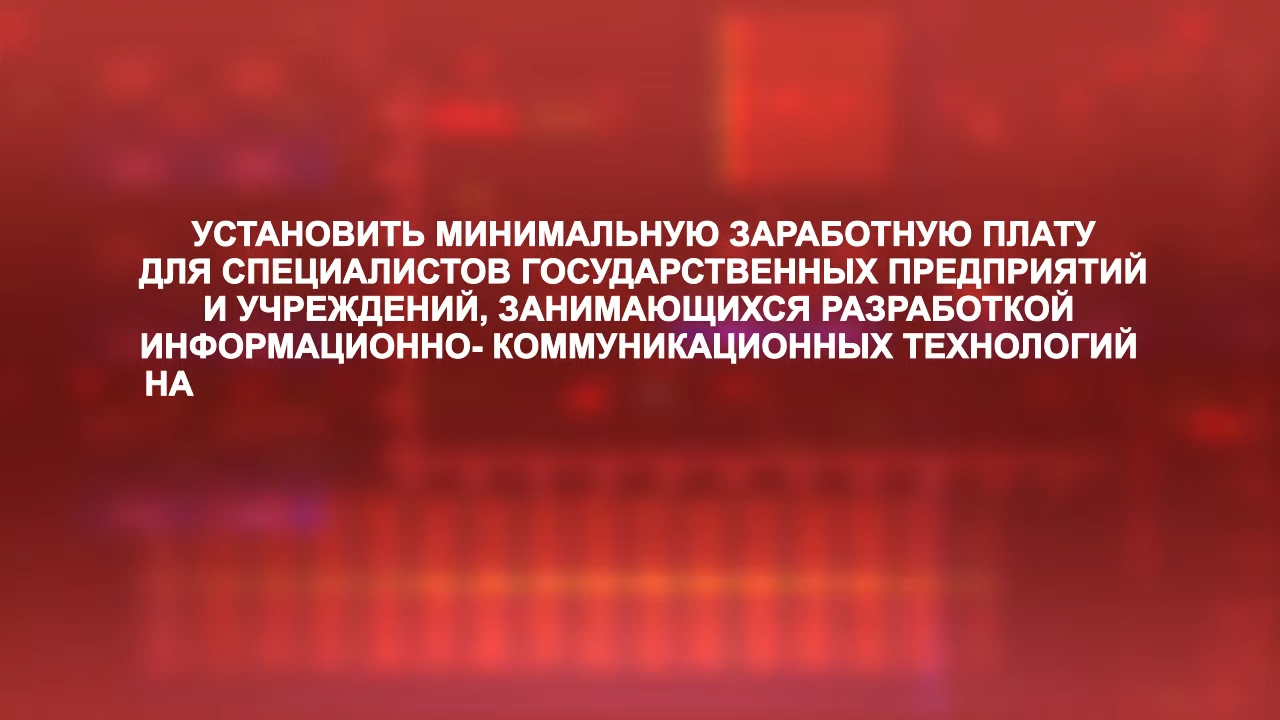 УСТАНОВИТЬ МИНИМАЛЬНУЮ ЗАРАБОТНУЮ ПЛАТУ
ДЛЯ СПЕЦИАЛИСТОВ ГОСУДАРСТВЕННЫХ ПРЕДПРИЯТИЙ
И УЧРЕЖДЕНИЙ, ЗАНИМАЮЩИХСЯ РАЗРАБОТКОЙ
ИНФОРМАЦИОННО- КОММУНИКАЦИОННЫХ ТЕХНОЛОГИЙ
НА